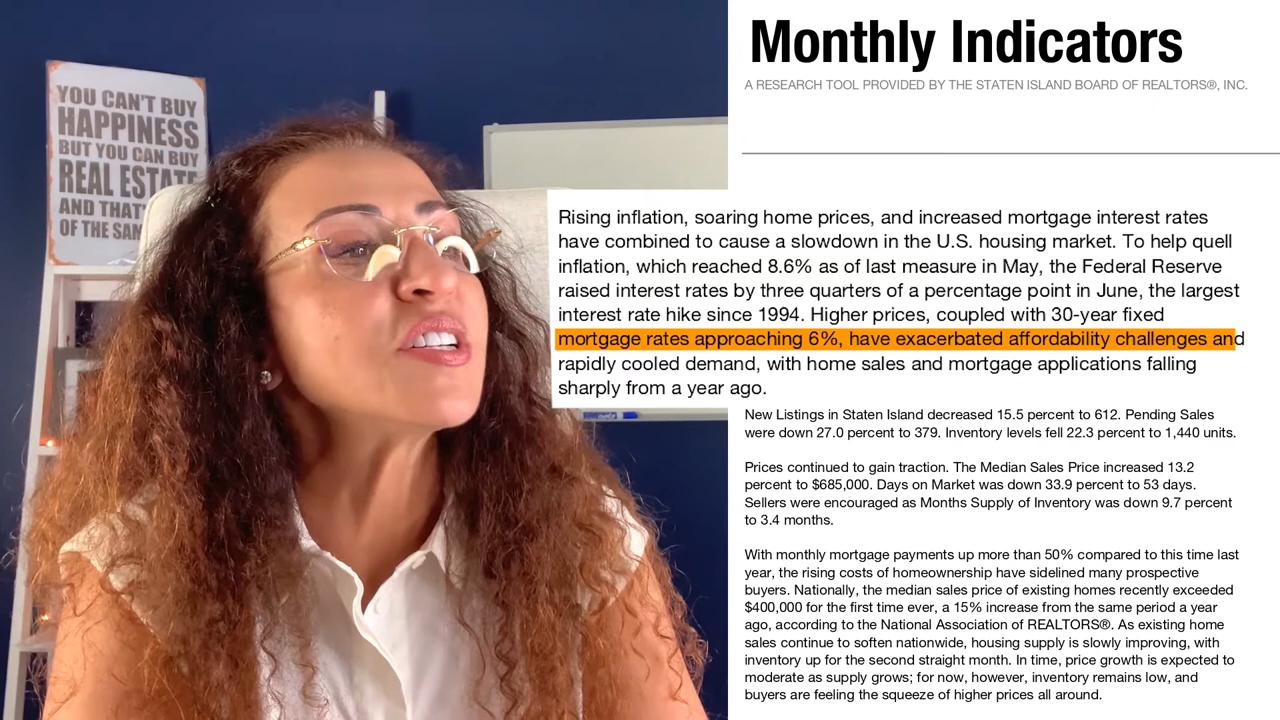 YOU CAN'T BUY
HAPPINESS
BUT YOU CAN BUY
REAL ESTATE
AND THAT'
OF THE SAM
Monthly Indicators
A RESEARCH TOOL PROVIDED BY THE STATEN ISLAND BOARD OF REALTORS®, INC.
Rising inflation, soaring home prices, and increased mortgage interest rates
have combined to cause a slowdown in the U.S. housing market. To help quell
inflation, which reached 8.6% as of last measure in May, the Federal Reserve
raised interest rates by three quarters of a percentage point in June, the largest
interest rate hike since 1994. Higher prices, coupled with 30-year fixed
mortgage rates approaching 6%, have exacerbated affordability challenges and
rapidly cooled demand, with home sales and mortgage applications falling
sharply from a year ago.
New Listings in Staten Island decreased 15.5 percent to 612. Pending Sales
were down 27.0 percent to 379. Inventory levels fell 22.3 percent to 1,440 units.
Prices continued to gain traction. The Median Sales Price increased 13.2
percent to $685,000. Days on Market was down 33.9 percent to 53 days.
Sellers were encouraged as Months Supply of Inventory was down 9.7 percent
to 3.4 months.
With monthly mortgage payments up more than 50% compared to this time last
year, the rising costs of homeownership have sidelined many prospective
buyers. Nationally, the median sales price of existing homes recently exceeded
$400,000 for the first time ever, a 15% increase from the same period a year
ago, according to the National Association of REALTORS®. As existing home
sales continue to soften nationwide, housing supply is slowly improving, with
inventory up for the second straight month. In time, price growth is expected to
moderate as supply grows; for now, however, inventory remains low, and
buyers are feeling the squeeze of higher prices all around.